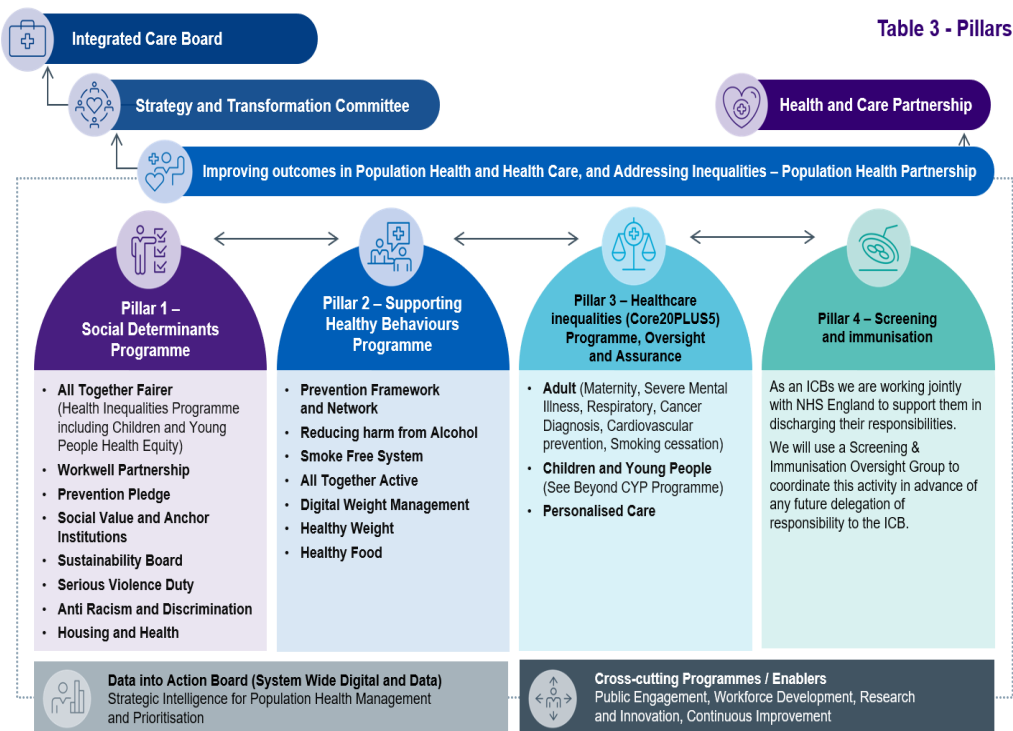 Table 3 - Pillars
Integrated Care Board
Strategy and Transformation Committee
Health and Care Partnership
Improving outcomes in Population Health and Health Care, and Addressing Inequalities – Population Health Partnership
Pillar 1 –
Social Determinants
Programme
• All Together Fairer
(Health Inequalities Programme
including Children and Young
People Health Equity)
• Workwell Partnership
• Prevention Pledge
• Social Value and Anchor
Institutions
• Sustainability Board
• Serious Violence Duty
• Anti Racism and Discrimination
• Housing and Health
Pillar 2 – Supporting
Healthy Behaviours
Programme
• Prevention Framework
and Network
• Reducing harm from Alcohol
• Smoke Free System
• All Together Active
• Digital Weight Management
• Healthy Weight
• Healthy Food
Pillar 3 – Healthcare
inequalities (Core20PLUS5)
Programme, Oversight
and Assurance
• Adult (Maternity, Severe Mental
Illness, Respiratory, Cancer
Diagnosis, Cardiovascular
prevention, Smoking cessation)
• Children and Young People
(See Beyond CYP Programme)
• Personalised Care
Pillar 4 – Screening
and immunisation
As an ICBs we are working jointly
with NHS England to support them in
discharging their responsibilities.
We will use a Screening &
Immunisation Oversight Group to
coordinate this activity in advance of
any future delegation of
responsibility to the ICB.
Data into Action Board (System Wide Digital and Data)
Strategic Intelligence for Population Health Management
and Prioritisation
Cross-cutting Programmes / Enablers
Public Engagement, Workforce Development, Research
and Innovation, Continuous Improvement